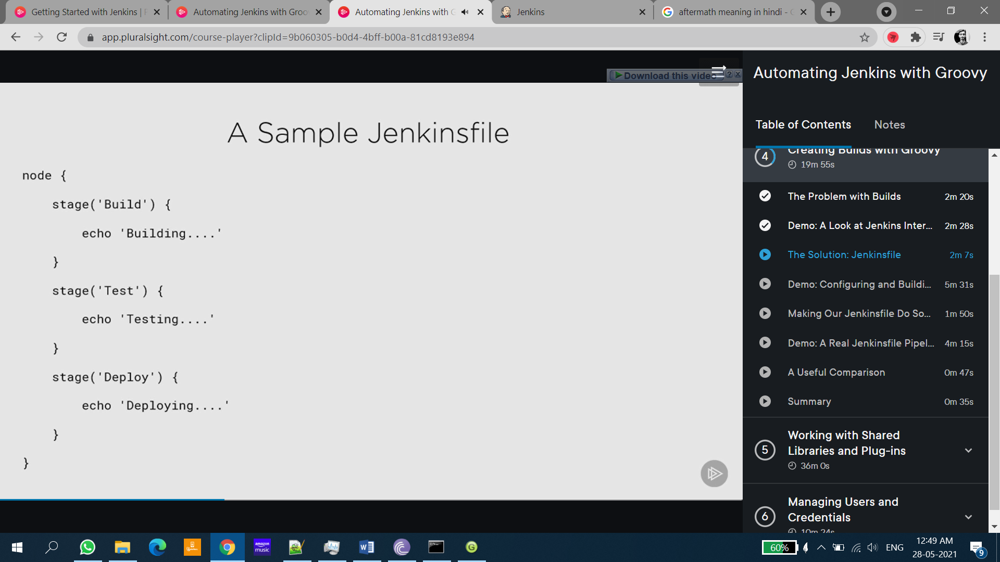 Getting Started with Jenkins |
Automating Jenkins with Groo
Automating Jenkins with G
Jenkins
aftermath meaning in hindi -
app.pluralsight.com/course-player?clipId=9b060305-b0d4-4bff-b00a-81cd8193e894
Download this video
A Sample Jenkinsfile
node {
stage('Build') {
echo 'Building....'
}
stage('Test') {
echo 'Testing....'
}
stage('Deploy') {
echo 'Deploying....'
}
}
Automating Jenkins with Groovy
Table of Contents
Notes
4
Creating Builds with Groovy
19m 55s
The Problem with Builds 2m 20s
Demo: A Look at Jenkins Inter... 2m 28s
The Solution: Jenkinsfile 2m 7s
Demo: Configuring and Buildi... 5m 31s
Making Our Jenkinsfile Do So... 1m 50s
Demo: A Real Jenkinsfile Pipel... 4m 15s
A Useful Comparison 0m 47s
Summary 0m 35s
5
Working with Shared
Libraries and Plug-ins
36m 0s
6
Managing Users and
Credentials
10m 24s
amazon
music
60%
ENG
12:49 AM
28-05-2021
9